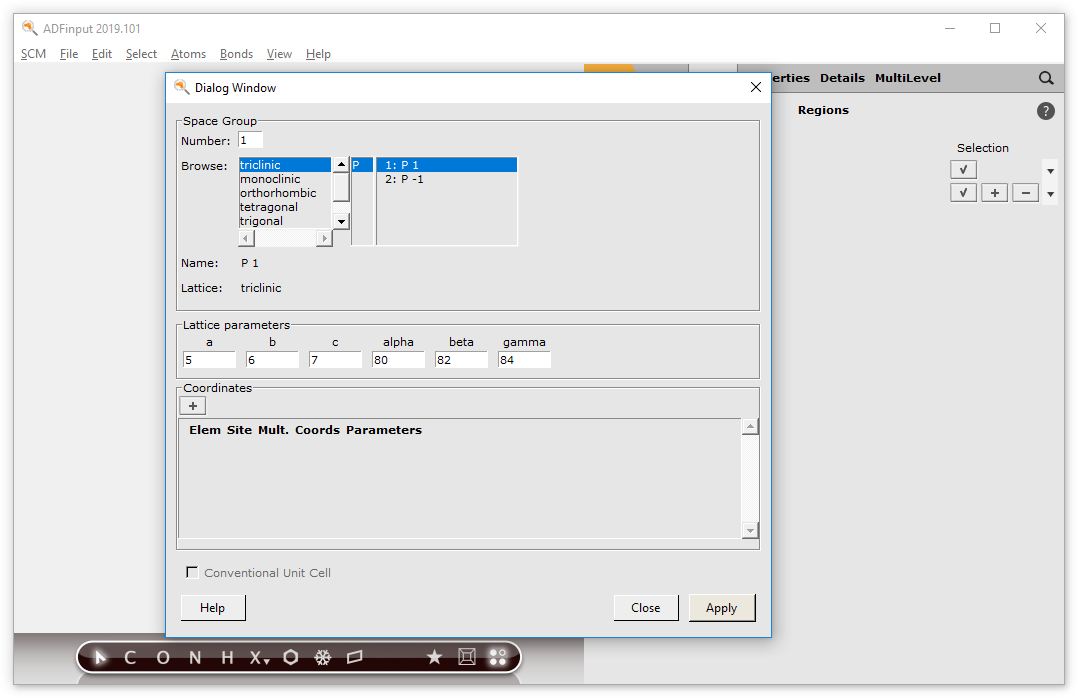 ADFinput 2019.101
SCM File Edit Select Atoms Bonds View Help
erties Details MultiLevel
Regions
?
Selection
√
√ + −
Dialog Window
Space Group
Number: 1
Browse: triclinic P 1: P 1
monoclinic 2: P -1
orthorhombic
tetragonal
trigonal
Name: P 1
Lattice: triclinic
Lattice parameters
a b c alpha beta gamma
5 6 7 80 82 84
Coordinates
+
Elem Site Mult. Coords Parameters
Conventional Unit Cell
Help Close Apply
C O N H X